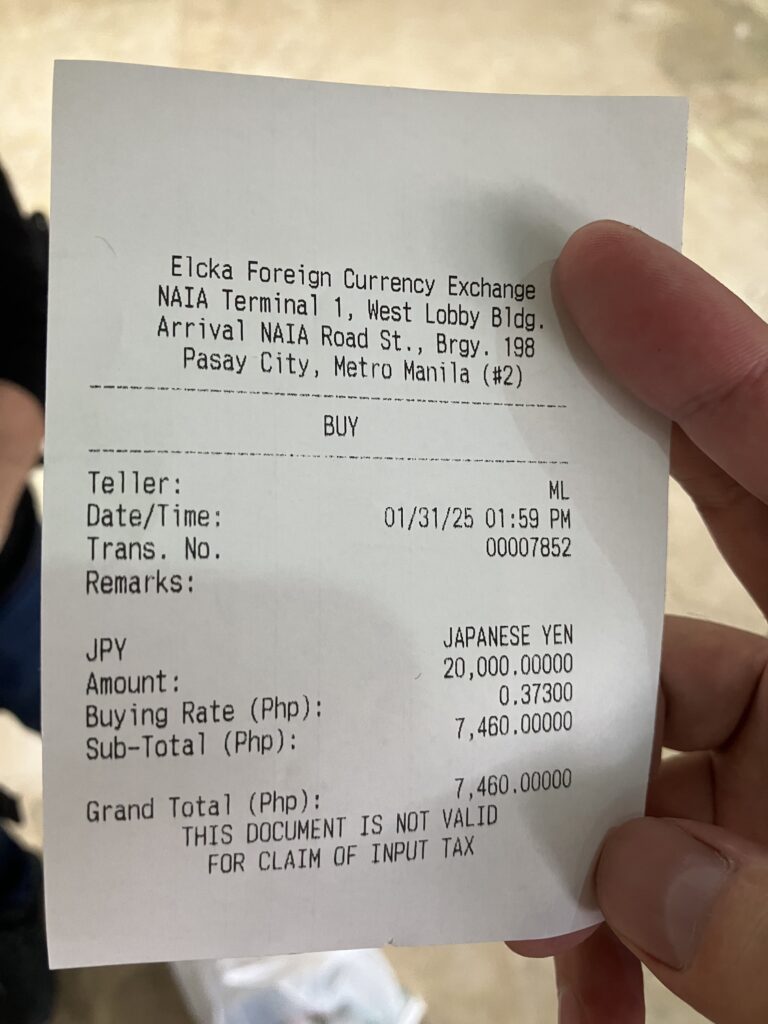 Elcka Foreign Currency Exchange
NAIA Terminal 1, West Lobby Bldg.
Arrival NAIA Road St., Brgy. 198
Pasay City, Metro Manila (#2)
BUY
Teller: ML
Date/Time: 01/31/25 01:59 PM
Trans. No. 00007852
Remarks:
JPY JAPANESE YEN
Amount: 20,000.00000
Buying Rate (Php): 0.37300
Sub-Total (Php): 7,460.00000
Grand Total (Php): 7,460.00000
THIS DOCUMENT IS NOT VALID
FOR CLAIM OF INPUT TAX